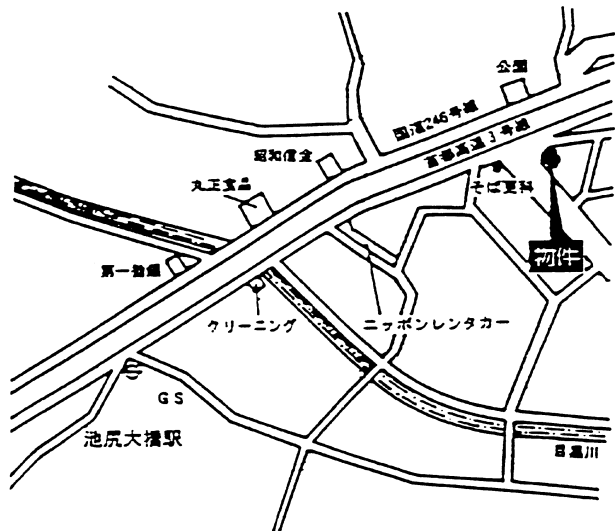 公園
国道246号線
首都高速3号線
昭和信金
丸正食品
そば更科
物件
第一勧銀
クリーニング
ニッポンレンタカー
GS
池尻大橋駅
目黒川